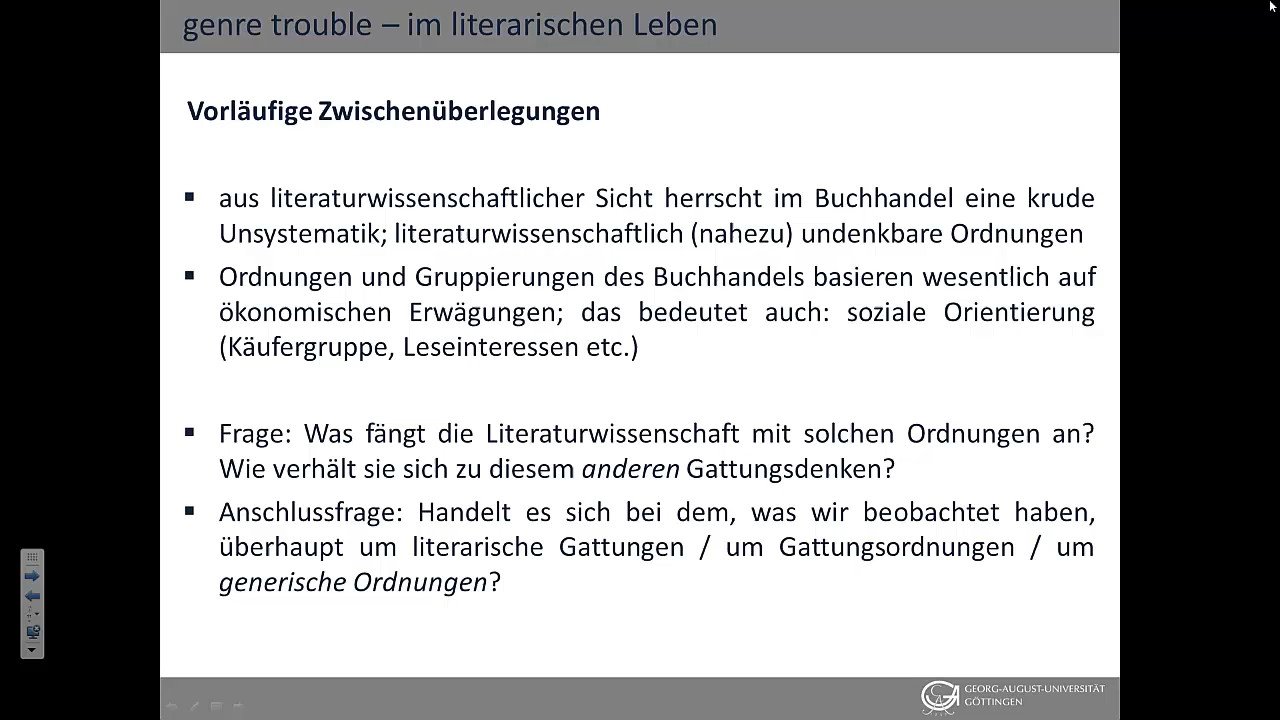 genre trouble – im literarischen Leben
Vorläufige Zwischenüberlegungen
▪ aus literaturwissenschaftlicher Sicht herrscht im Buchhandel eine krude
Unsystematik; literaturwissenschaftlich (nahezu) undenkbare Ordnungen
▪ Ordnungen und Gruppierungen des Buchhandels basieren wesentlich auf
ökonomischen Erwägungen; das bedeutet auch: soziale Orientierung
(Käufergruppe, Leseinteressen etc.)
▪ Frage: Was fängt die Literaturwissenschaft mit solchen Ordnungen an?
Wie verhält sie sich zu diesem anderen Gattungsdenken?
▪ Anschlussfrage: Handelt es sich bei dem, was wir beobachtet haben,
überhaupt um literarische Gattungen / um Gattungsordnungen / um
generische Ordnungen?
GEORG-AUGUST-UNIVERSITÄT
GÖTTINGEN